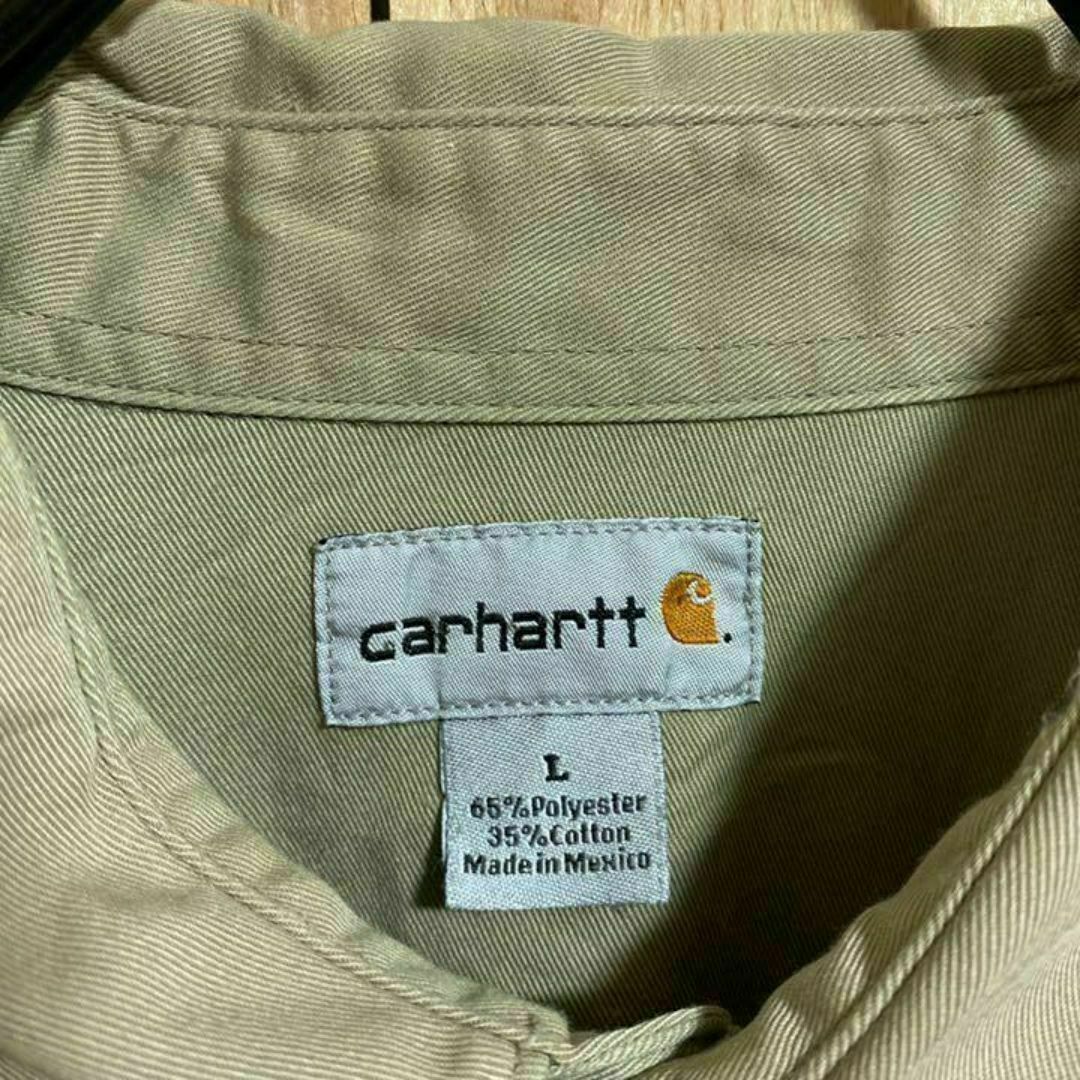 carhartt
L
65%Polyester
35%Cotton
Made in Mexico